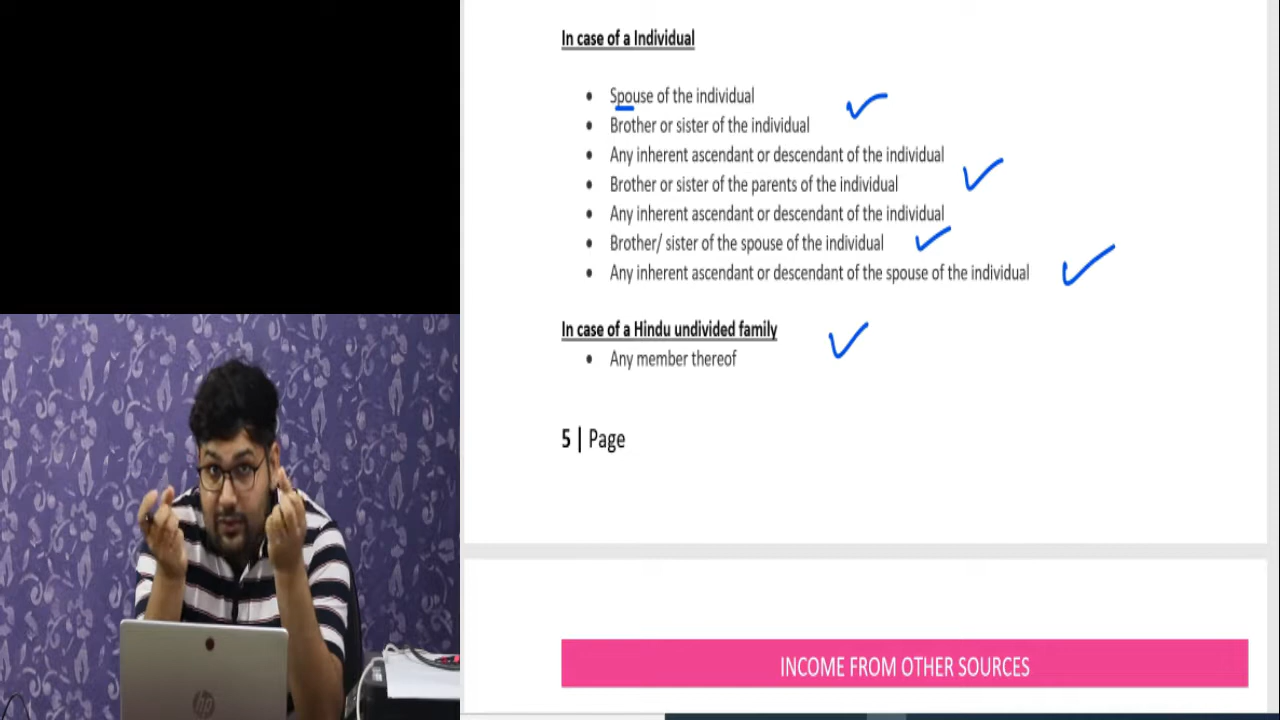 In case of a Individual
• Spouse of the individual
• Brother or sister of the individual
• Any inherent ascendant or descendant of the individual
• Brother or sister of the parents of the individual
• Any inherent ascendant or descendant of the individual
• Brother/ sister of the spouse of the individual
• Any inherent ascendant or descendant of the spouse of the individual
In case of a Hindu undivided family
• Any member thereof
5 | Page
INCOME FROM OTHER SOURCES
hp